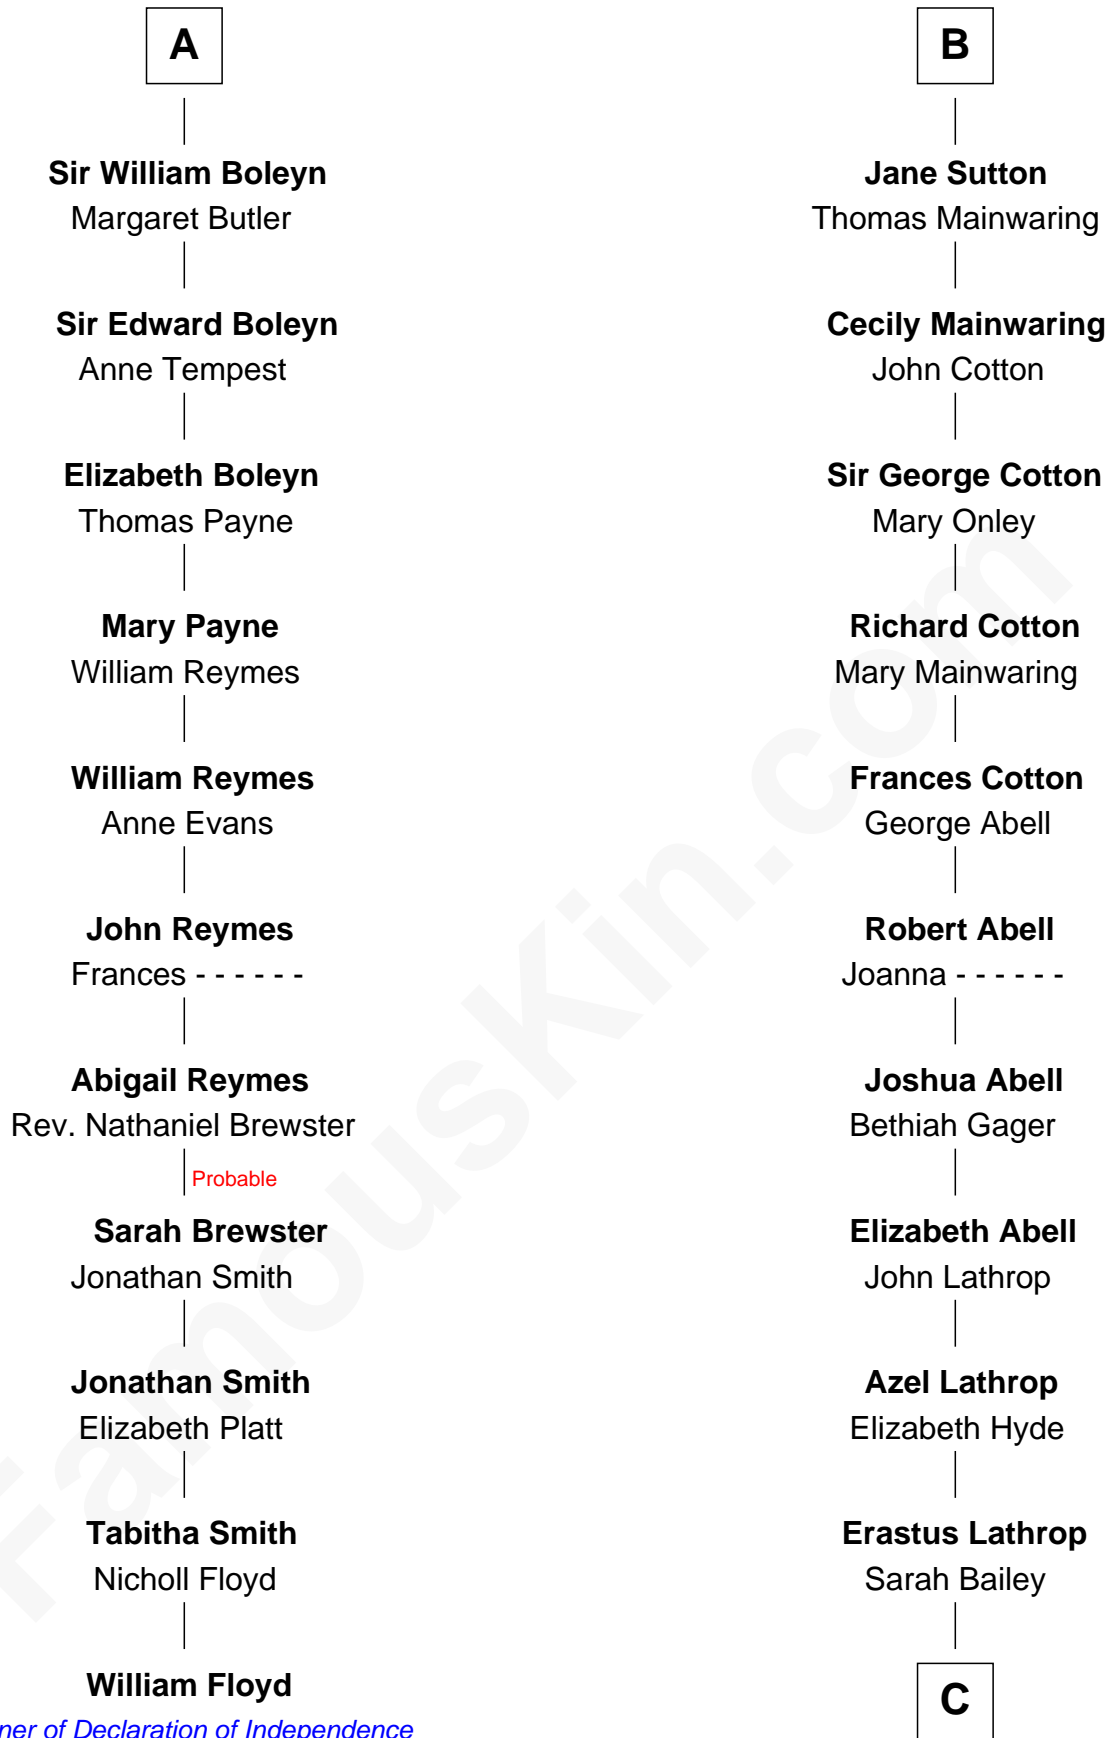 A
Sir William Boleyn
Margaret Butler
Sir Edward Boleyn
Anne Tempest
Elizabeth Boleyn
Thomas Payne
Mary Payne
William Reymes
William Reymes
Anne Evans
John Reymes
Frances - - - - - -
Abigail Reymes
Rev. Nathaniel Brewster
Probable
Sarah Brewster
Jonathan Smith
Jonathan Smith
Elizabeth Platt
Tabitha Smith
Nicholl Floyd
William Floyd
ner of Declaration of Independence
B
Jane Sutton
Thomas Mainwaring
Cecily Mainwaring
John Cotton
Sir George Cotton
Mary Onley
Richard Cotton
Mary Mainwaring
Frances Cotton
George Abell
Robert Abell
Joanna - - - - - -
Joshua Abell
Bethiah Gager
Elizabeth Abell
John Lathrop
Azel Lathrop
Elizabeth Hyde
Erastus Lathrop
Sarah Bailey
C
FamousKin.com